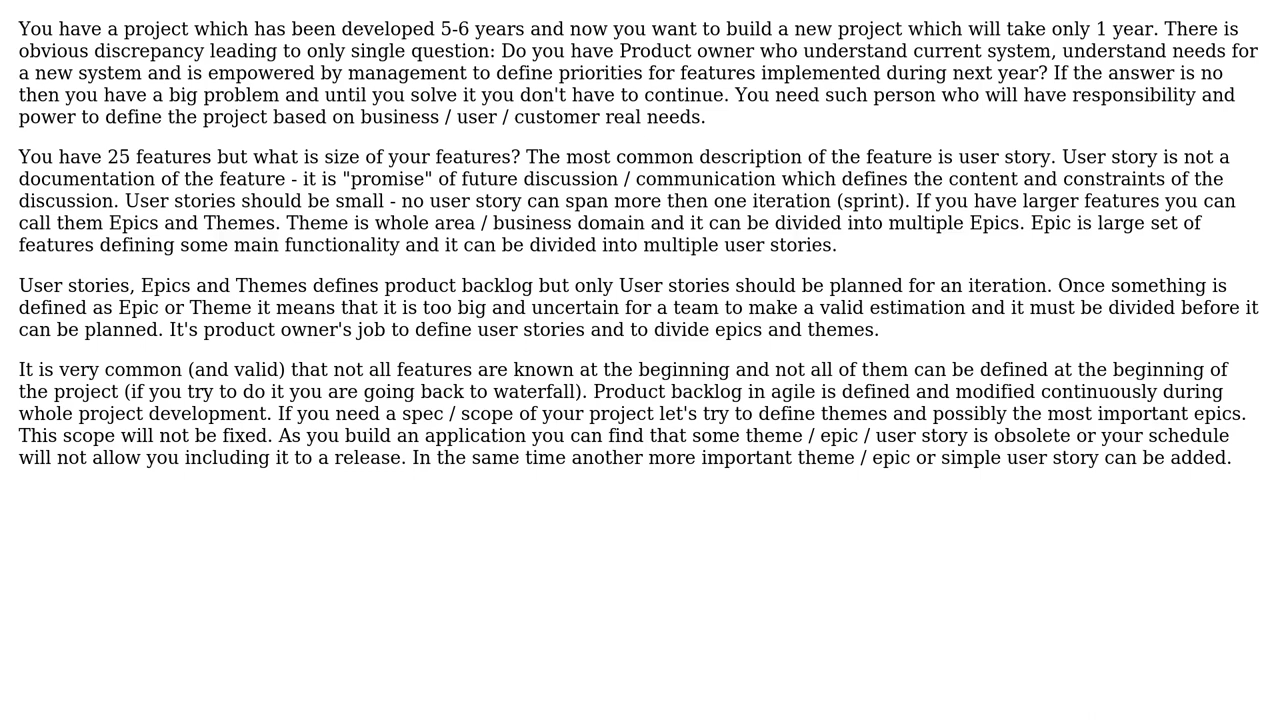 You have a project which has been developed 5-6 years and now you want to build a new project which will take only 1 year. There is
obvious discrepancy leading to only single question: Do you have Product owner who understand current system, understand needs for
a new system and is empowered by management to define priorities for features implemented during next year? If the answer is no
then you have a big problem and until you solve it you don't have to continue. You need such person who will have responsibility and
power to define the project based on business / user / customer real needs.
You have 25 features but what is size of your features? The most common description of the feature is user story. User story is not a
documentation of the feature - it is "promise" of future discussion / communication which defines the content and constraints of the
discussion. User stories should be small - no user story can span more then one iteration (sprint). If you have larger features you can
call them Epics and Themes. Theme is whole area / business domain and it can be divided into multiple Epics. Epic is large set of
features defining some main functionality and it can be divided into multiple user stories.
User stories, Epics and Themes defines product backlog but only User stories should be planned for an iteration. Once something is
defined as Epic or Theme it means that it is too big and uncertain for a team to make a valid estimation and it must be divided before it
can be planned. It's product owner's job to define user stories and to divide epics and themes.
It is very common (and valid) that not all features are known at the beginning and not all of them can be defined at the beginning of
the project (if you try to do it you are going back to waterfall). Product backlog in agile is defined and modified continuously during
whole project development. If you need a spec / scope of your project let's try to define themes and possibly the most important epics.
This scope will not be fixed. As you build an application you can find that some theme / epic / user story is obsolete or your schedule
will not allow you including it to a release. In the same time another more important theme / epic or simple user story can be added.